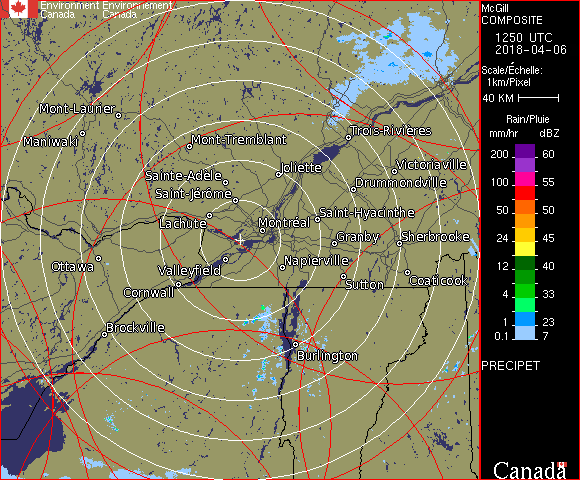 Environment Environnement
Canada Canada
McGill
COMPOSITE
1250 UTC
2018-04-06
Scale/Échelle:
1km/Pixel
40 KM
Rain/Pluie
mm/hr dBZ
200 60
100 55
50 50
24 45
12 40
4 33
1 23
0.1 7
PRECIPET
Canada
Mont-Laurier
Maniwaki
Mont-Tremblant
Trois-Rivières
Sainte-Adèle
Joliette
Victoriaville
Saint-Jérôme
Drummondville
Lachute
Montréal
Saint-Hyacinthe
Granby
Sherbrooke
Ottawa
Valleyfield
Napierville
Cornwall
Sutton
Coaticook
Brockville
Burlington